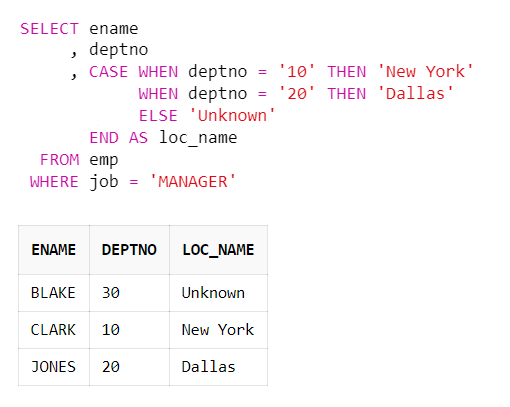 SELECT ename
     , deptno
     , CASE WHEN deptno = '10' THEN 'New York'
            WHEN deptno = '20' THEN 'Dallas'
            ELSE 'Unknown'
       END AS loc_name
  FROM emp
 WHERE job = 'MANAGER'
ENAME DEPTNO LOC_NAME
BLAKE 30 Unknown
CLARK 10 New York
JONES 20 Dallas